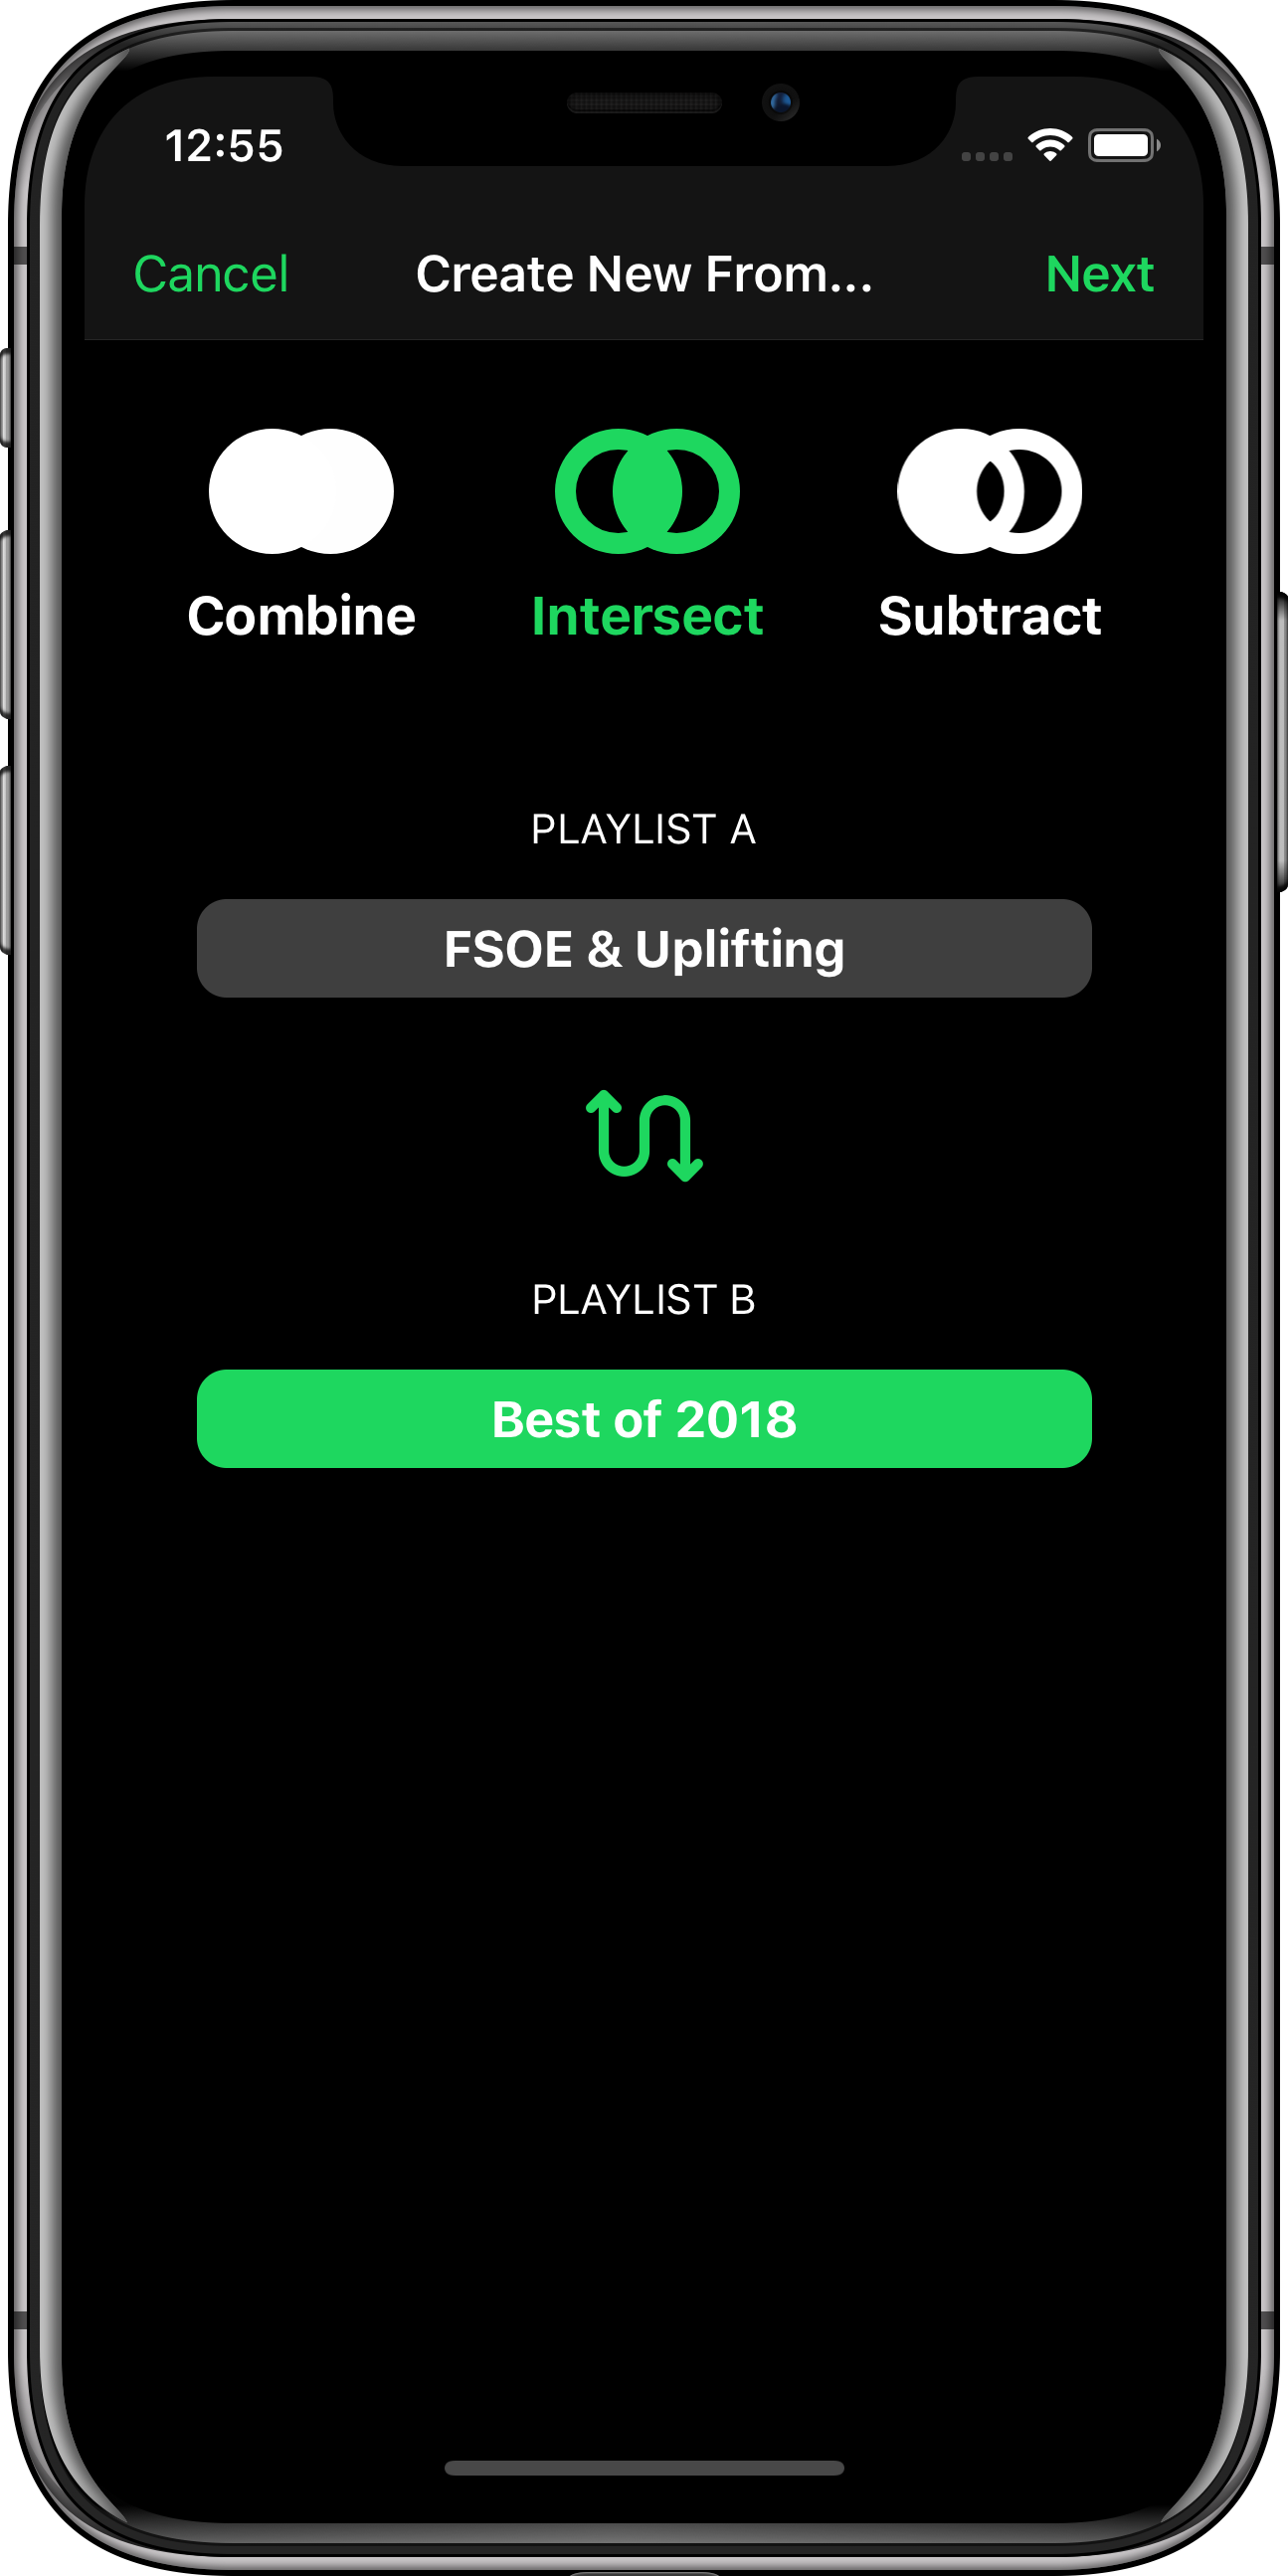 12:55
Cancel Create New From... Next
Combine Intersect Subtract
PLAYLIST A
FSOE & Uplifting
PLAYLIST B
Best of 2018